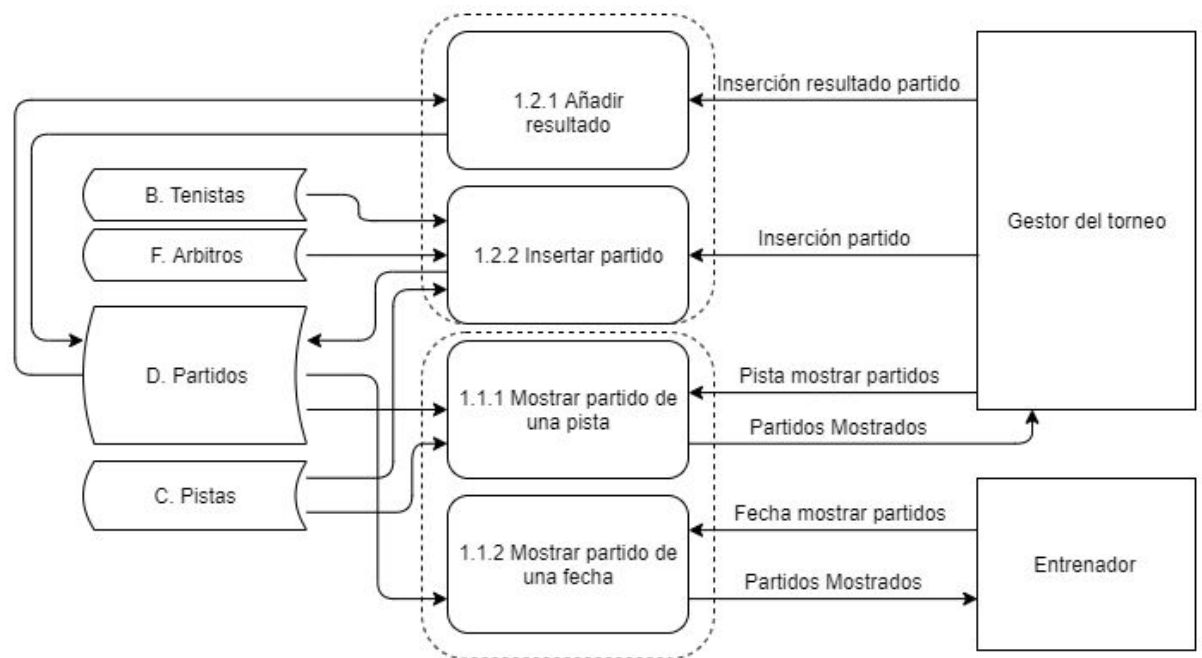 1.2.1 Añadir
resultado
Inserción resultado partido
B. Tenistas
F. Arbitros
1.2.2 Insertar partido
Inserción partido
Gestor del torneo
D. Partidos
1.1.1 Mostrar partido de
una pista
Pista mostrar partidos
Partidos Mostrados
C. Pistas
1.1.2 Mostrar partido de
una fecha
Fecha mostrar partidos
Partidos Mostrados
Entrenador